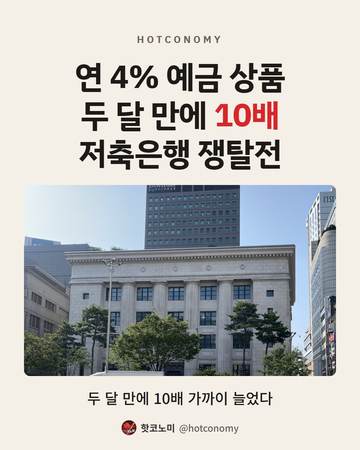 HOTCONOMY
연 4% 예금 상품
두 달 만에 10배
저축은행 쟁탈전
두 달 만에 10배 가까이 늘었다
핫코노미 @hotconomy